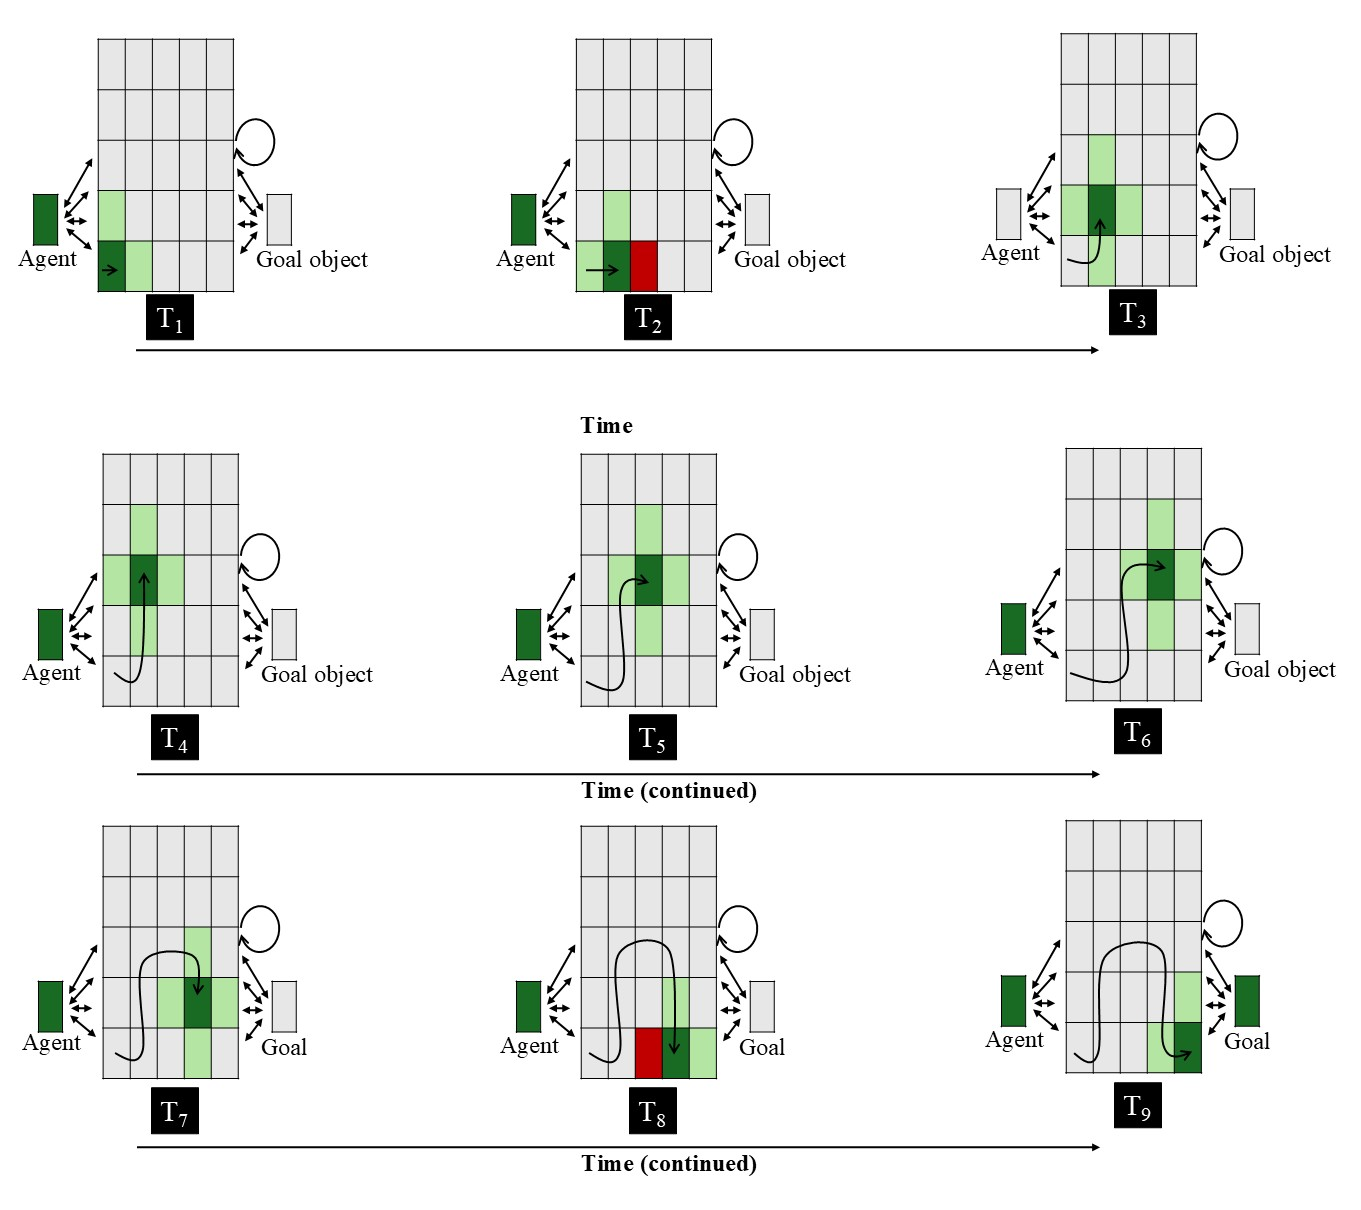 Agent
Goal object
Agent
Goal object
Agent
Goal object
T₁
T₂
T₃
Time
Agent
Goal object
Agent
Goal object
Agent
Goal object
T₄
T₅
T₆
Time (continued)
Agent
Goal
Agent
Goal
Agent
Goal
T₇
T₈
T₉
Time (continued)